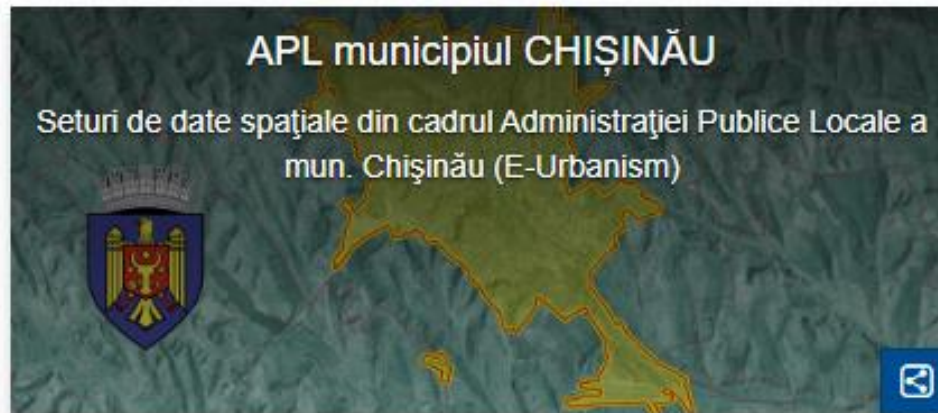 APL municipiul CHIȘINĂU
Seturi de date spaţiale din cadrul Administraţiei Publice Locale a
mun. Chişinău (E-Urbanism)